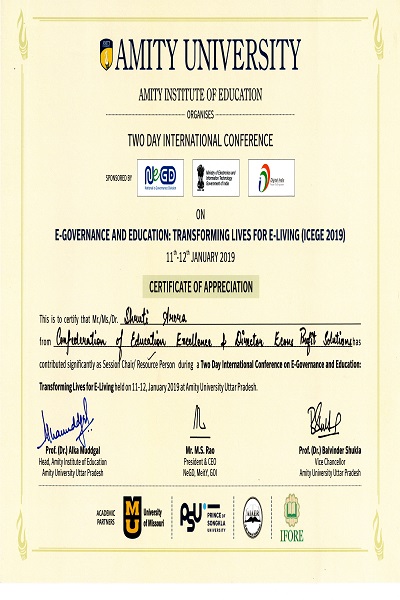 AMITY UNIVERSITY
AMITY INSTITUTE OF EDUCATION
ORGANISES
TWO DAY INTERNATIONAL CONFERENCE
SPONSORED BY
NeGD
National e-Governance Division
Ministry of Electronics and
Information Technology
Government of India
Digital India
ON
E-GOVERNANCE AND EDUCATION: TRANSFORMING LIVES FOR E-LIVING (ICEGE 2019)
11th-12th JANUARY 2019
CERTIFICATE OF APPRECIATION
This is to certify that Mr./Ms./Dr. Shruti Arora
from Confederation of Education Excellence & Director Econs Profit Solutions has
contributed significantly as Session Chair/ Resource Person during a Two Day International Conference on E-Governance and Education:
Transforming Lives for E-Living held on 11-12, January 2019 at Amity University Uttar Pradesh.
Prof. (Dr.) Alka Muddgal
Head, Amity Institute of Education
Amity University Uttar Pradesh
Mr. M.S. Rao
President & CEO
NeGD, MeitY, GOI
Prof. (Dr.) Balvinder Shukla
Vice Chancellor
Amity University Uttar Pradesh
ACADEMIC
PARTNERS
MU
University
of Missouri
PSU
PRINCE OF
SONGKLA
UNIVERSITY
IFORE